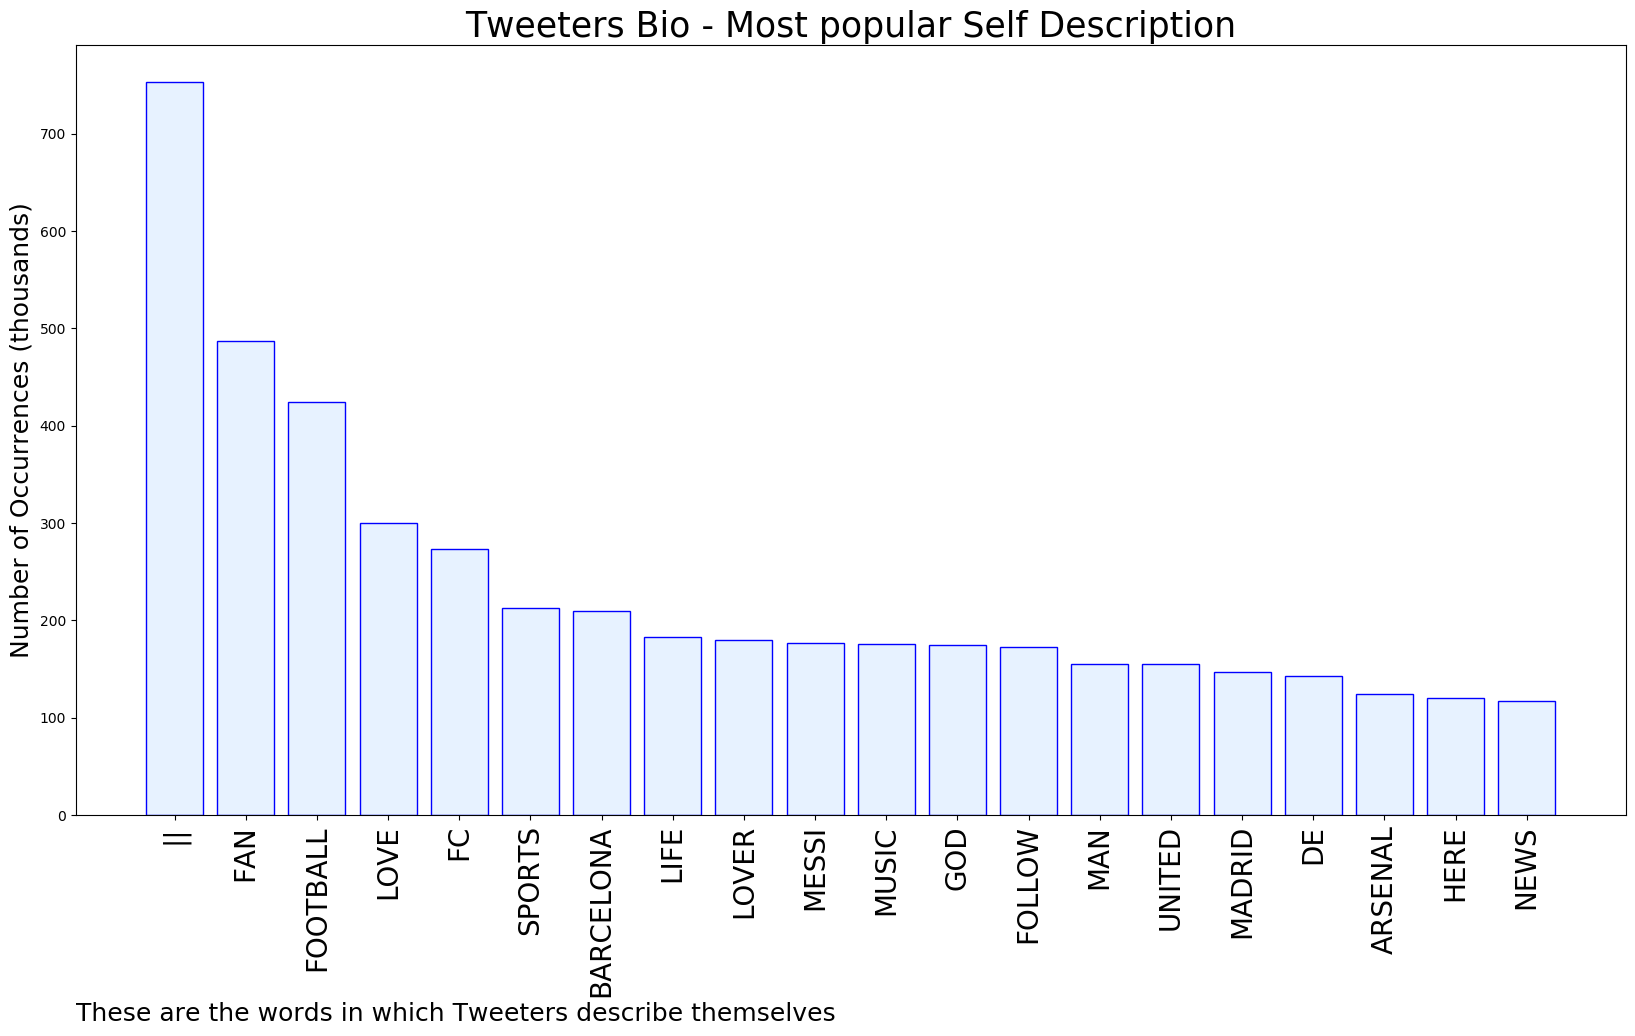 Tweeters Bio - Most popular Self Description
Number of Occurrences (thousands)
700
600
500
400
300
200
100
0
||
FAN
FOOTBALL
LOVE
FC
SPORTS
BARCELONA
LIFE
LOVER
MESSI
MUSIC
GOD
FOLLOW
MAN
UNITED
MADRID
DE
ARSENAL
HERE
NEWS
These are the words in which Tweeters describe themselves